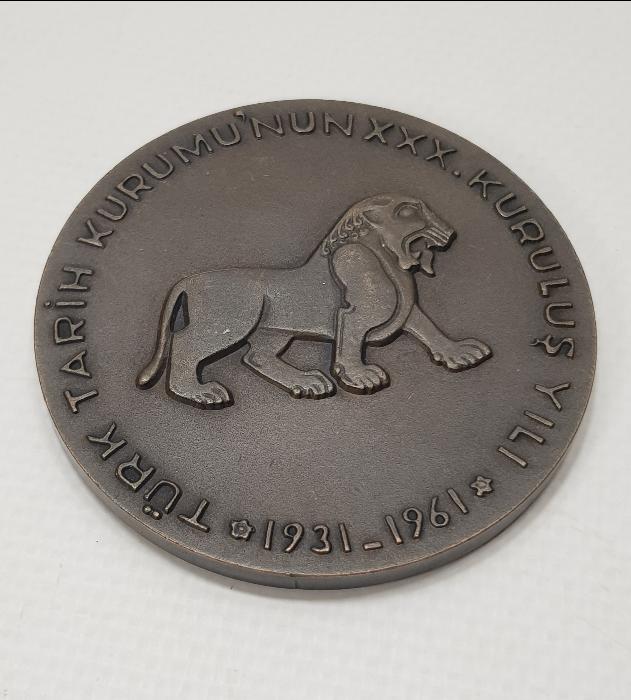 TÜRK TARİH KURUMU'NUN XXX. KURULUŞ YILI
1931-1961